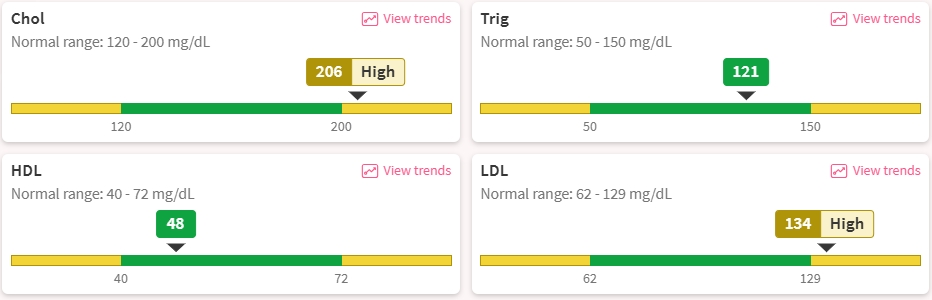 Chol
View trends
Normal range: 120 - 200 mg/dL
206 High
120 200
Trig
View trends
Normal range: 50 - 150 mg/dL
121
50 150
HDL
View trends
Normal range: 40 - 72 mg/dL
48
40 72
LDL
View trends
Normal range: 62 - 129 mg/dL
134 High
62 129